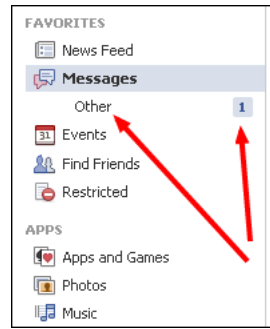 FAVORITES
News Feed
Messages
Other 1
31 Events
Find Friends
Restricted
APPS
Apps and Games
Photos
Music